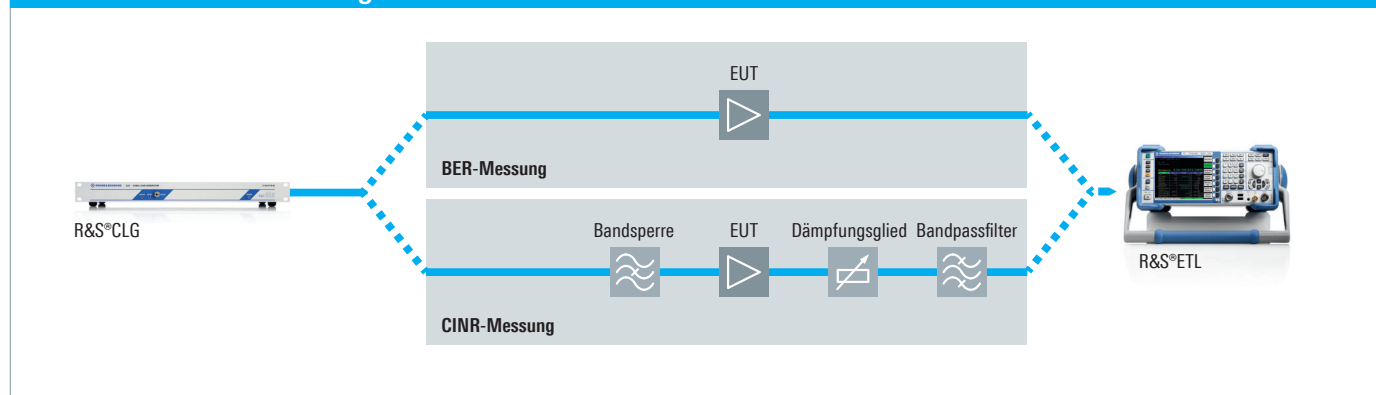 EUT
BER-Messung
R&S®CLG
Bandsperre EUT Dämpfungsglied Bandpassfilter
R&S®ETL
CINR-Messung